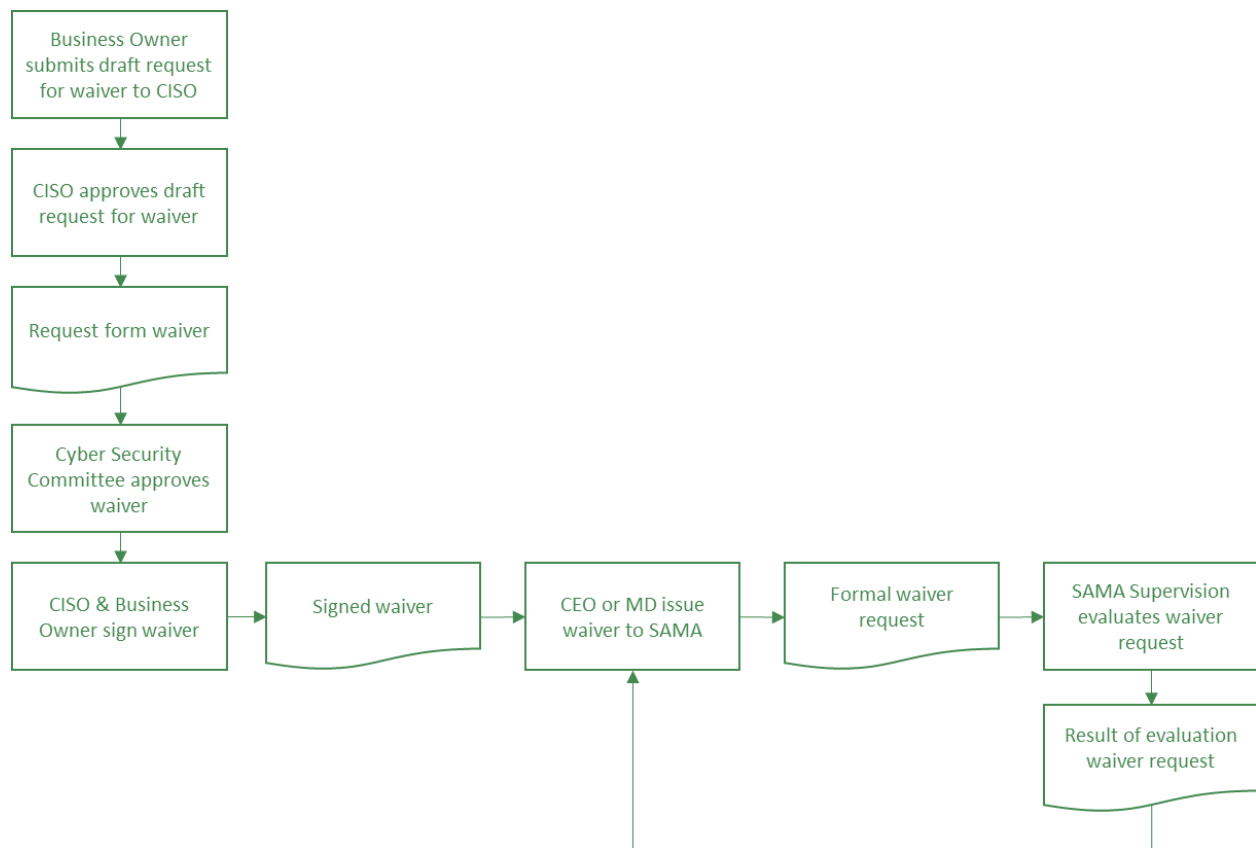 Business Owner
submits draft request
for waiver to CISO
CISO approves draft
request for waiver
Request form waiver
Cyber Security
Committee approves
waiver
CISO & Business
Owner sign waiver
Signed waiver
CEO or MD issue
waiver to SAMA
Formal waiver
request
SAMA Supervision
evaluates waiver
request
Result of evaluation
waiver request